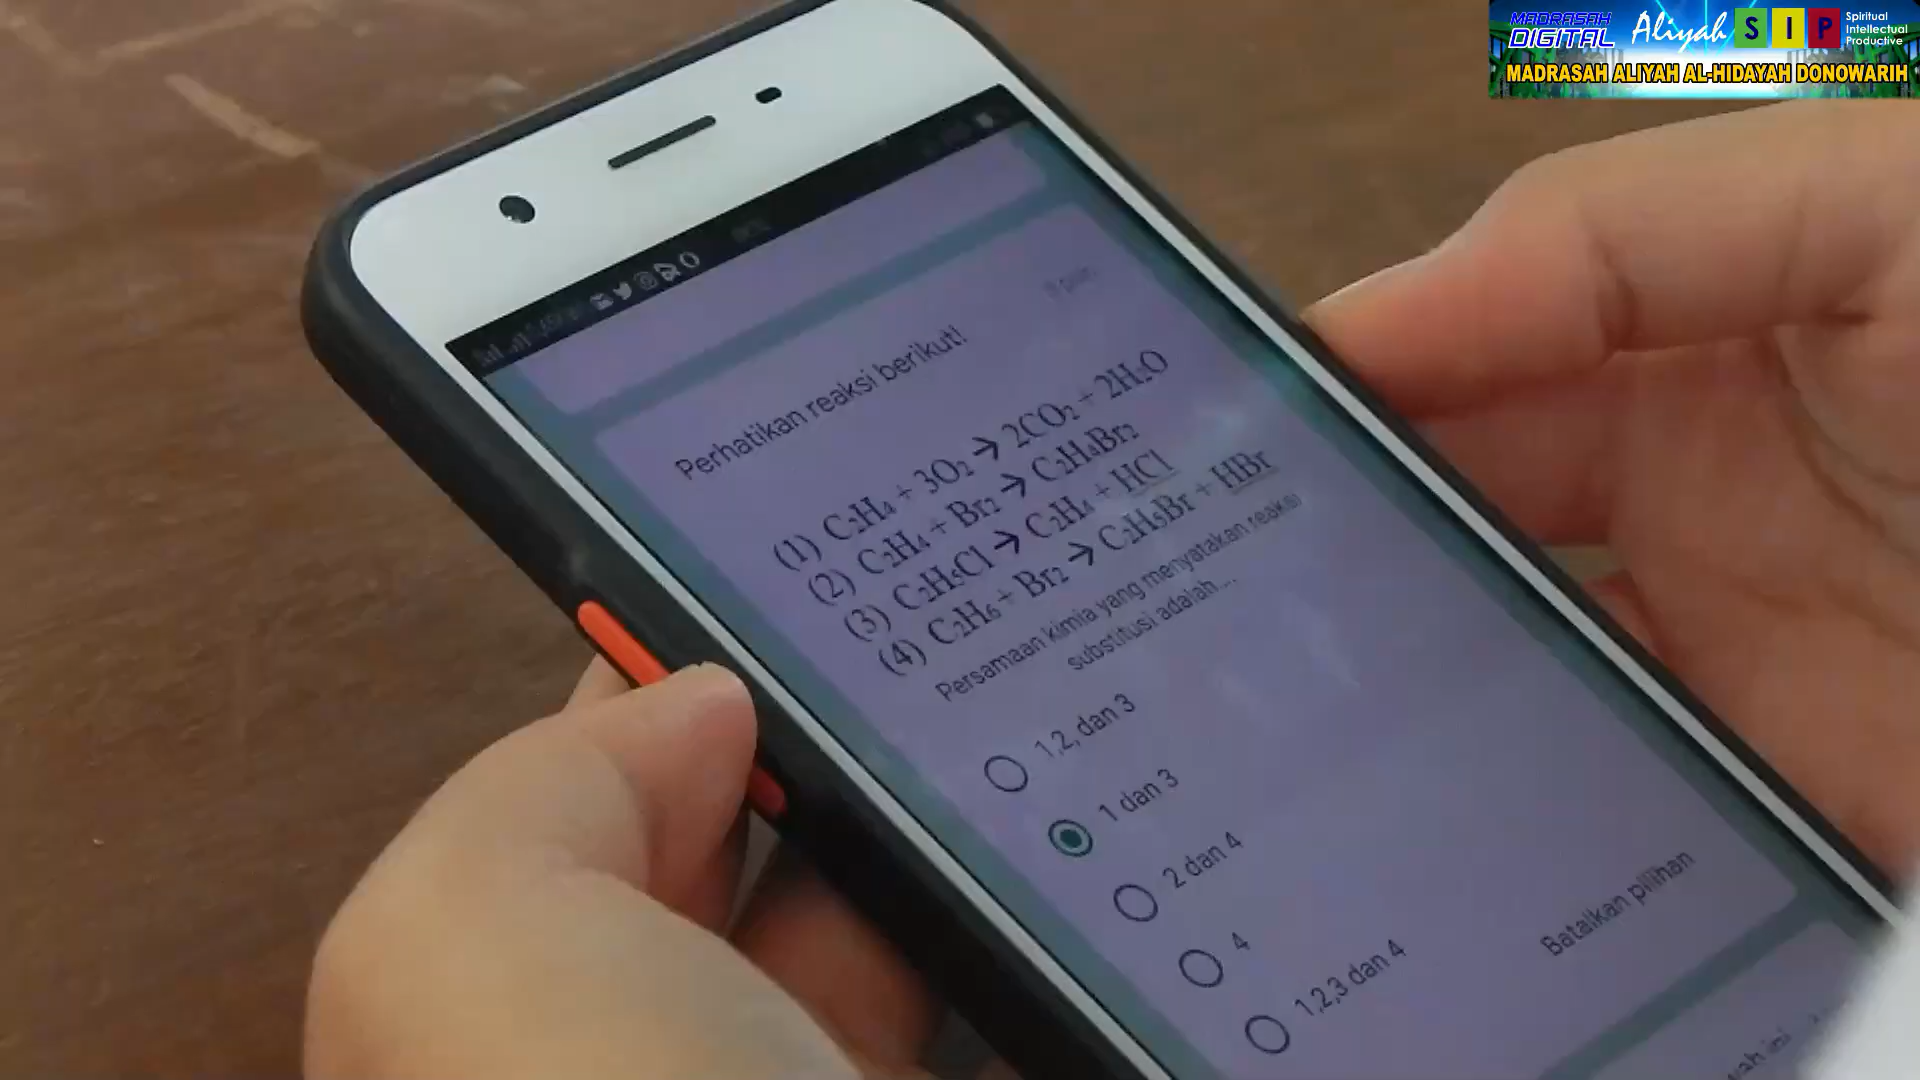 MADRASAH DIGITAL Aliyah SIP Spiritual Intellectual Productive
MADRASAH ALIYAH AL-HIDAYAH DONOWARIH
Perhatikan reaksi berikut!
(1) C₂H₄ + 3O₂ → 2CO₂ + 2H₂O
(2) C₂H₄ + Br₂ → C₂H₄Br₂
(3) C₂H₅Cl → C₂H₄ + HCl
(4) C₂H₆ + Br₂ → C₂H₅Br + HBr
Persamaan kimia yang menyatakan reaksi
substitusi adalah....
1,2, dan 3
1 dan 3
2 dan 4
4
1,2,3 dan 4
Batalkan pilihan